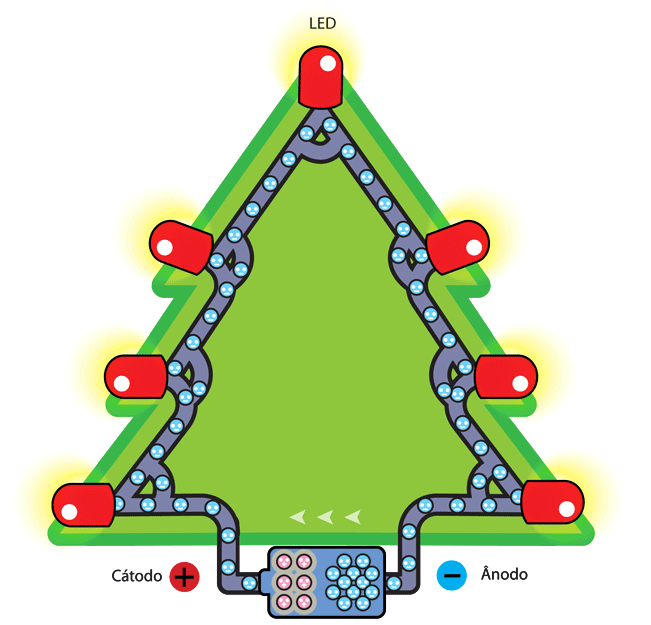 LED
Cátodo +
− Ânodo